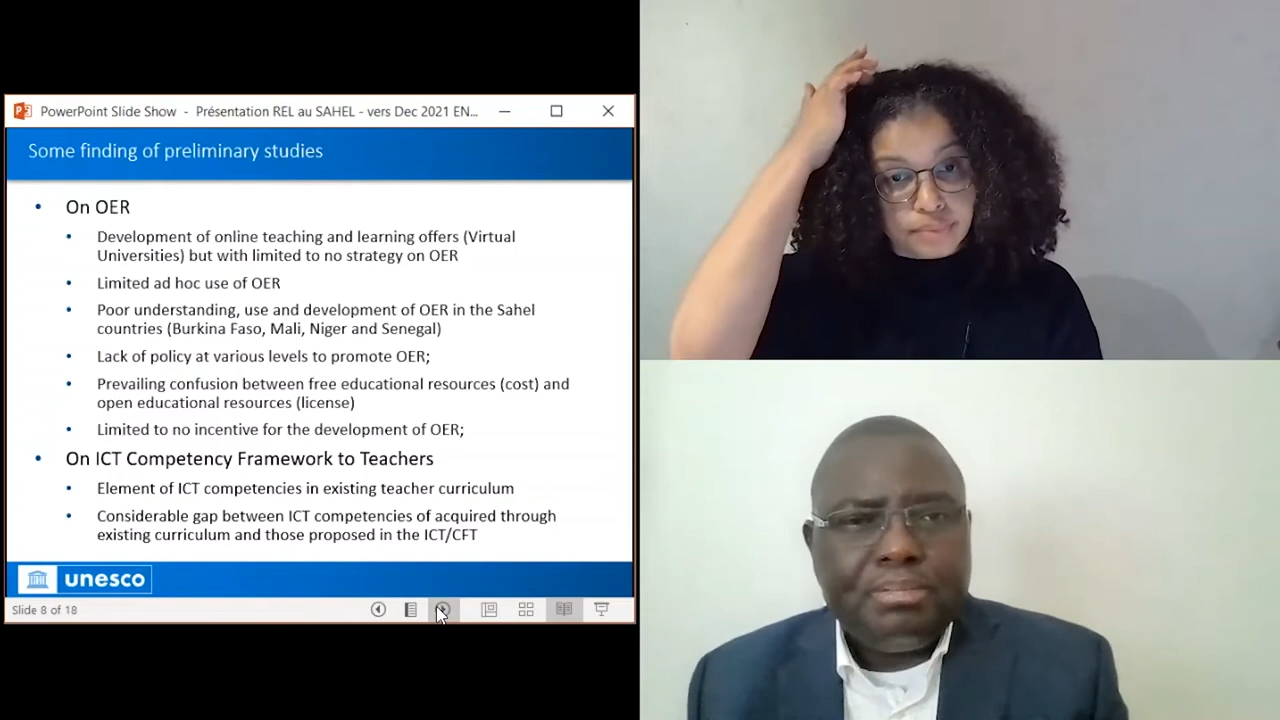 PowerPoint Slide Show - Présentation REL au SAHEL - vers Dec 2021 EN...
Some finding of preliminary studies
• On OER
• Development of online teaching and learning offers (Virtual
Universities) but with limited to no strategy on OER
• Limited ad hoc use of OER
• Poor understanding, use and development of OER in the Sahel
countries (Burkina Faso, Mali, Niger and Senegal)
• Lack of policy at various levels to promote OER;
• Prevailing confusion between free educational resources (cost) and
open educational resources (license)
• Limited to no incentive for the development of OER;
• On ICT Competency Framework to Teachers
• Element of ICT competencies in existing teacher curriculum
• Considerable gap between ICT competencies of acquired through
existing curriculum and those proposed in the ICT/CFT
unesco
Slide 8 of 18